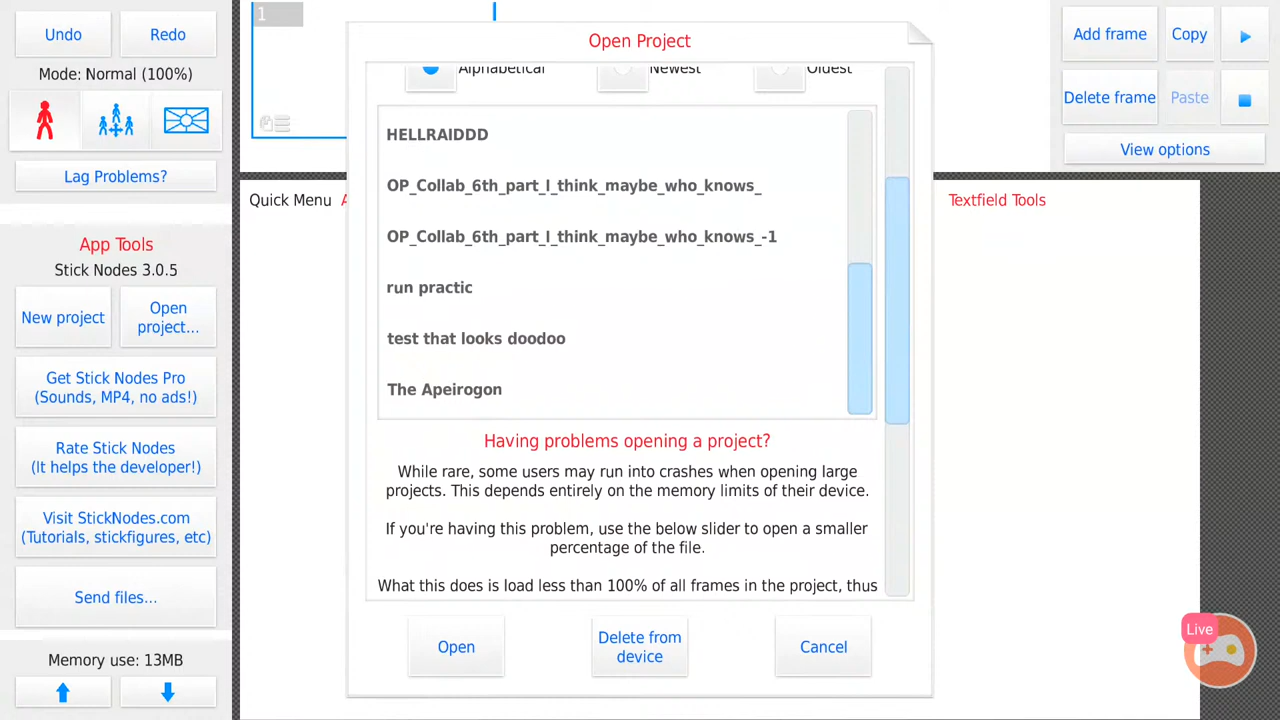 Undo
Redo
Mode: Normal (100%)
Lag Problems?
App Tools
Stick Nodes 3.0.5
New project
Open
project...
Get Stick Nodes Pro
(Sounds, MP4, no ads!)
Rate Stick Nodes
(It helps the developer!)
Visit StickNodes.com
(Tutorials, stickfigures, etc)
Send files...
Memory use: 13MB
1
Quick Menu
Open Project
Alphabetical
Newest
Oldest
HELLRAIDDD
OP_Collab_6th_part_I_think_maybe_who_knows_
OP_Collab_6th_part_I_think_maybe_who_knows_-1
run practic
test that looks doodoo
The Apeirogon
Having problems opening a project?
While rare, some users may run into crashes when opening large
projects. This depends entirely on the memory limits of their device.
If you're having this problem, use the below slider to open a smaller
percentage of the file.
What this does is load less than 100% of all frames in the project, thus
Open
Delete from
device
Cancel
Add frame
Copy
Delete frame
Paste
View options
Textfield Tools
Live